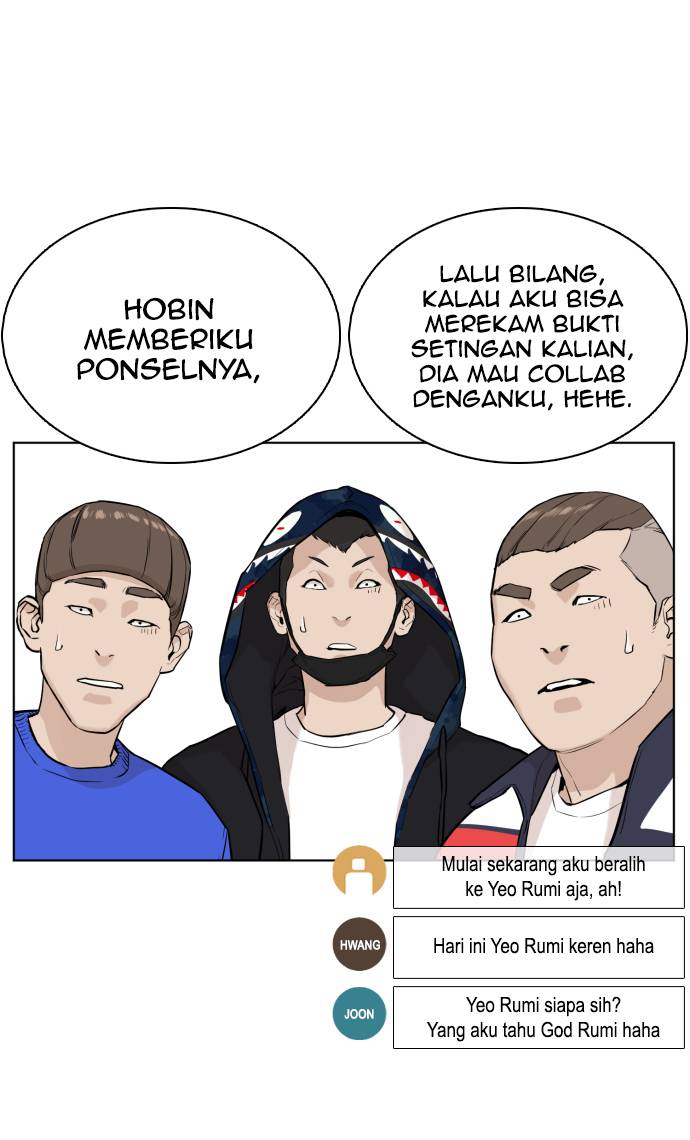 HOBIN
MEMBERIKU
PONSELNYA,
LALU BILANG,
KALAU AKU BISA
MEREKAM BUKTI
SETINGAN KALIAN,
DIA MAU COLLAB
DENGANKU, HEHE.
Mulai sekarang aku beralih
ke Yeo Rumi aja, ah!
HWANG
Hari ini Yeo Rumi keren haha
JOON
Yeo Rumi siapa sih?
Yang aku tahu God Rumi haha